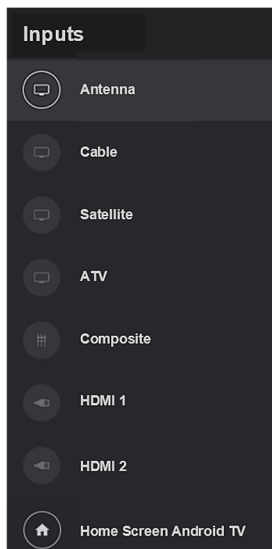 Inputs
Antenna
Cable
Satellite
ATV
Composite
HDMI 1
HDMI 2
Home Screen Android TV